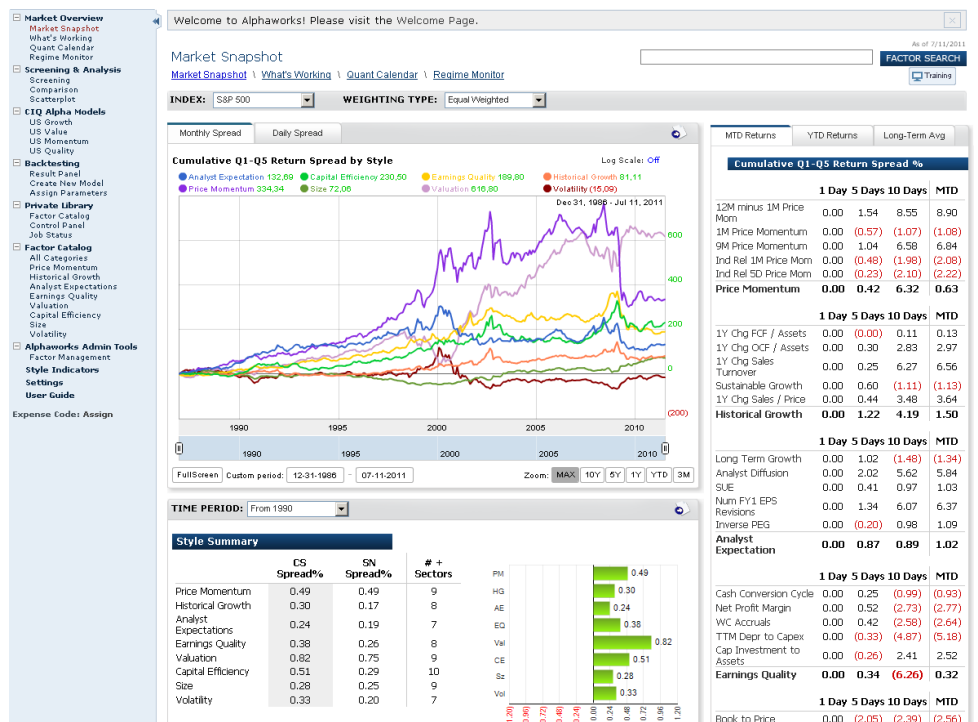 Market Overview
Market Snapshot
What's Working
Quant Calendar
Regime Monitor
Screening & Analysis
Screening
Comparison
Scatterplot
CIQ Alpha Models
US Growth
US Value
US Momentum
US Quality
Backtesting
Result Panel
Create New Model
Assign Parameters
Private Library
Factor Catalog
Control Panel
Job Status
Factor Catalog
All Categories
Price Momentum
Historical Growth
Analyst Expectations
Earnings Quality
Valuation
Capital Efficiency
Size
Volatility
Alphaworks Admin Tools
Factor Management
Style Indicators
Settings
User Guide
Expense Code: Assign
Welcome to Alphaworks! Please visit the Welcome Page.
As of 7/11/2011
Market Snapshot
FACTOR SEARCH
Market Snapshot \ What's Working \ Quant Calendar \ Regime Monitor
Training
INDEX: S&P 500 WEIGHTING TYPE: Equal Weighted
Monthly Spread Daily Spread
Cumulative Q1-Q5 Return Spread by Style Log Scale: Off
Analyst Expectation 132,69 Capital Efficiency 230,50 Earnings Quality 189,80 Historical Growth 81,11
Price Momentum 334,34 Size 72,06 Valuation 616,80 Volatility (15,09)
Dec 31, 1986 - Jul 11, 2011
600
400
200
0
(200)
1990 1995 2000 2005 2010
1990 1995 2000 2005 2010
FullScreen Custom period: 12-31-1986 - 07-11-2011 Zoom: MAX 10Y 5Y 1Y YTD 3M
TIME PERIOD: From 1990
Style Summary
CS Spread% SN Spread% # + Sectors
Price Momentum 0.49 0.49 9
Historical Growth 0.30 0.17 8
Analyst
Expectations 0.24 0.19 7
Earnings Quality 0.38 0.26 8
Valuation 0.82 0.75 9
Capital Efficiency 0.51 0.29 10
Size 0.28 0.25 9
Volatility 0.33 0.20 7
PM 0.49
HG 0.30
AE 0.24
EQ 0.38
Val 0.82
CE 0.51
Sz 0.28
Vol 0.33
1.20) 0.96) (0.72) (0.48) (0.24) 0.00 0.24 0.48 0.72 0.96 1.20
MTD Returns YTD Returns Long-Term Avg
Cumulative Q1-Q5 Return Spread %
1 Day 5 Days 10 Days MTD
12M minus 1M Price
Mom 0.00 1.54 8.55 8.90
1M Price Momentum 0.00 (0.57) (1.07) (1.08)
9M Price Momentum 0.00 1.04 6.58 6.84
Ind Rel 1M Price Mom 0.00 (0.48) (1.98) (2.08)
Ind Rel 5D Price Mom 0.00 (0.23) (2.10) (2.22)
Price Momentum 0.00 0.42 6.32 0.63
1 Day 5 Days 10 Days MTD
1Y Chg FCF / Assets 0.00 (0.00) 0.11 0.13
1Y Chg OCF / Assets 0.00 0.30 2.83 2.97
1Y Chg Sales
Turnover 0.00 0.25 6.27 6.56
Sustainable Growth 0.00 0.60 (1.11) (1.13)
1Y Chg Sales / Price 0.00 0.44 3.48 3.64
Historical Growth 0.00 1.22 4.19 1.50
1 Day 5 Days 10 Days MTD
Long Term Growth 0.00 1.02 (1.48) (1.34)
Analyst Diffusion 0.00 2.02 5.62 5.84
SUE 0.00 0.41 0.97 1.03
Num FY1 EPS
Revisions 0.00 1.34 6.07 6.37
Inverse PEG 0.00 (0.20) 0.98 1.09
Analyst
Expectation 0.00 0.87 0.89 1.02
1 Day 5 Days 10 Days MTD
Cash Conversion Cycle 0.00 0.25 (0.99) (0.93)
Net Profit Margin 0.00 0.52 (2.73) (2.77)
WC Accruals 0.00 0.42 (2.58) (2.64)
TTM Depr to Capex 0.00 (0.33) (4.87) (5.18)
Cap Investment to
Assets 0.00 (0.26) 2.41 2.52
Earnings Quality 0.00 0.34 (6.26) 0.32
1 Day 5 Days 10 Days MTD
Book to Price 0.00 (2.05) (2.39) (2.56)